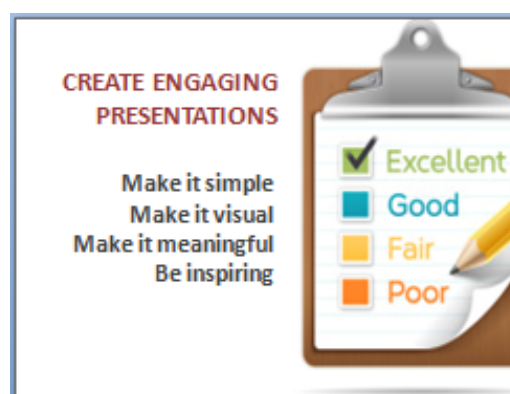 CREATE ENGAGING
PRESENTATIONS
Make it simple
Make it visual
Make it meaningful
Be inspiring
Excellent
Good
Fair
Poor